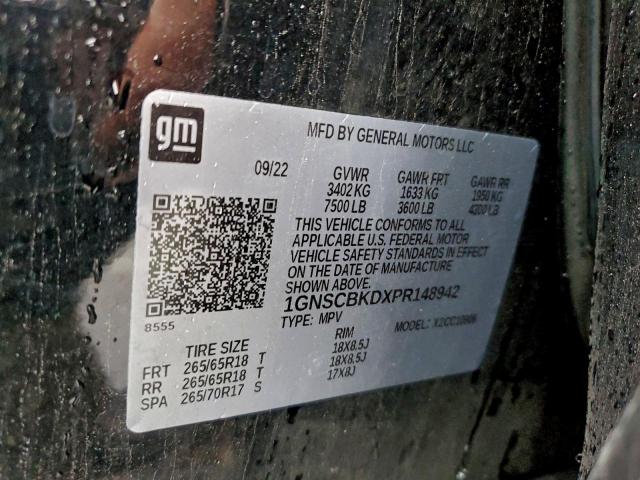 gm
MFD BY GENERAL MOTORS LLC
09/22 GVWR GAWR FRT GAWR RR
3402 KG 1633 KG 1950 KG
7500 LB 3600 LB 4300 LB
THIS VEHICLE CONFORMS TO ALL
APPLICABLE U.S. FEDERAL MOTOR
VEHICLE SAFETY STANDARDS IN EFFECT
ON THE DATE OF MANUFACTURE
SHOWN ABOVE.
1GNSCBKDXPR148942
8555
TYPE: MPV MODEL:
TIRE SIZE RIM
FRT 265/65R18 T 18X8.5J
RR 265/65R18 T 18X8.5J
SPA 265/70R17 S 17X8J